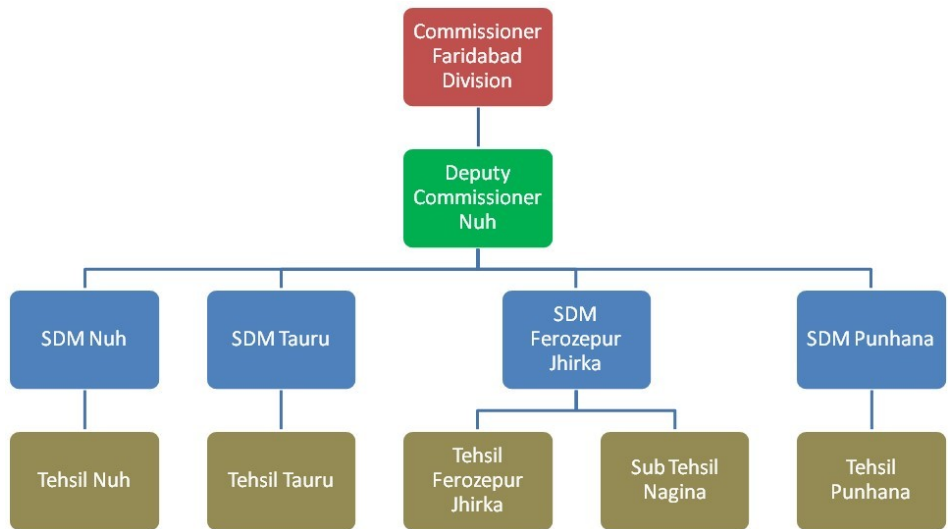 Commissioner
Faridabad
Division
Deputy
Commissioner
Nuh
SDM Nuh
SDM Tauru
SDM
Ferozepur
Jhirka
SDM Punhana
Tehsil Nuh
Tehsil Tauru
Tehsil
Ferozepur
Jhirka
Sub Tehsil
Nagina
Tehsil
Punhana